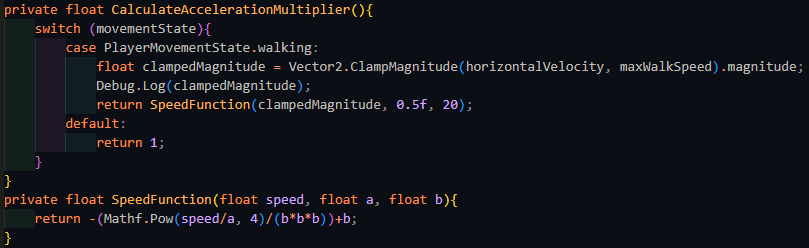 private float CalculateAccelerationMultiplier(){
    switch (movementState){
        case PlayerMovementState.walking:
            float clampedMagnitude = Vector2.ClampMagnitude(horizontalVelocity, maxWalkSpeed).magnitude;
            Debug.Log(clampedMagnitude);
            return SpeedFunction(clampedMagnitude, 0.5f, 20);
        default:
            return 1;
    }
}
private float SpeedFunction(float speed, float a, float b){
    return -(Mathf.Pow(speed/a, 4)/(b*b*b))+b;
}